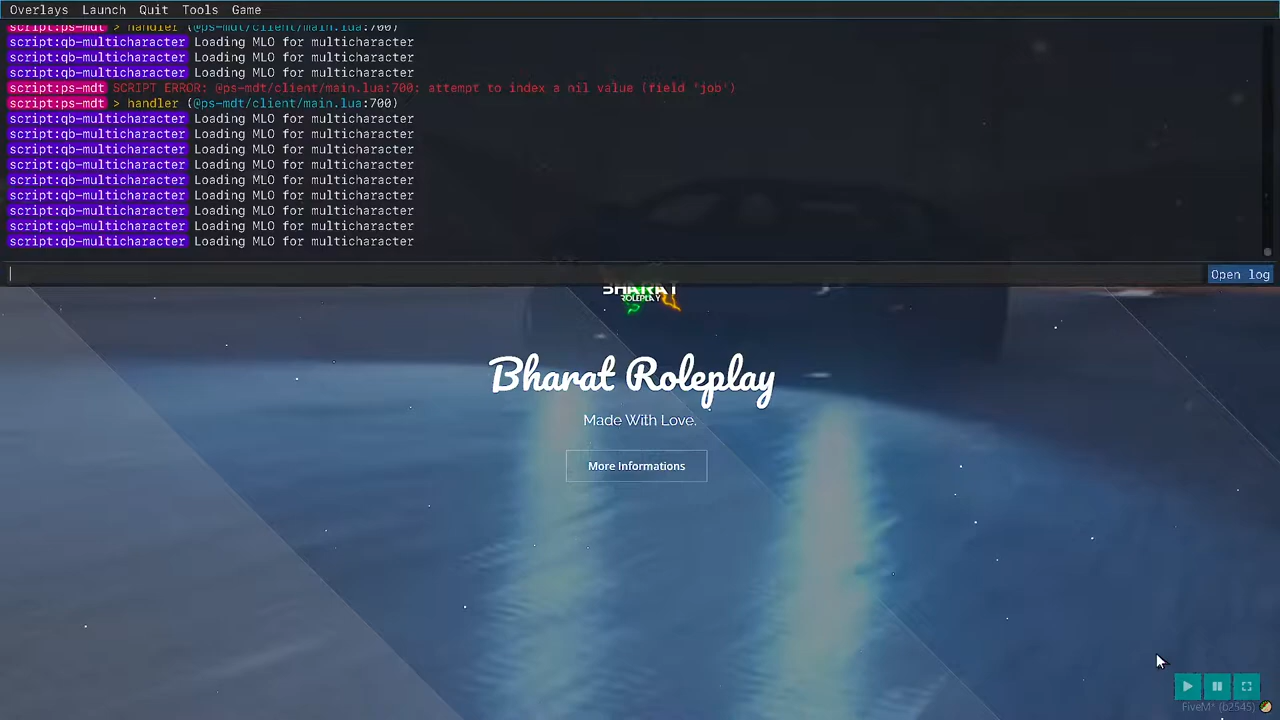 Overlays Launch Quit Tools Game
script:ps-mdt > handler (@ps-mdt/client/main.lua:700)
script:qb-multicharacter Loading MLO for multicharacter
script:qb-multicharacter Loading MLO for multicharacter
script:qb-multicharacter Loading MLO for multicharacter
script:ps-mdt SCRIPT ERROR: @ps-mdt/client/main.lua:700: attempt to index a nil value (field 'job')
script:ps-mdt > handler (@ps-mdt/client/main.lua:700)
script:qb-multicharacter Loading MLO for multicharacter
script:qb-multicharacter Loading MLO for multicharacter
script:qb-multicharacter Loading MLO for multicharacter
script:qb-multicharacter Loading MLO for multicharacter
script:qb-multicharacter Loading MLO for multicharacter
script:qb-multicharacter Loading MLO for multicharacter
script:qb-multicharacter Loading MLO for multicharacter
script:qb-multicharacter Loading MLO for multicharacter
script:qb-multicharacter Loading MLO for multicharacter
Open log
BHARAT
ROLEPLAY
Bharat Roleplay
Made With Love.
More Informations
FiveM* (b2545)